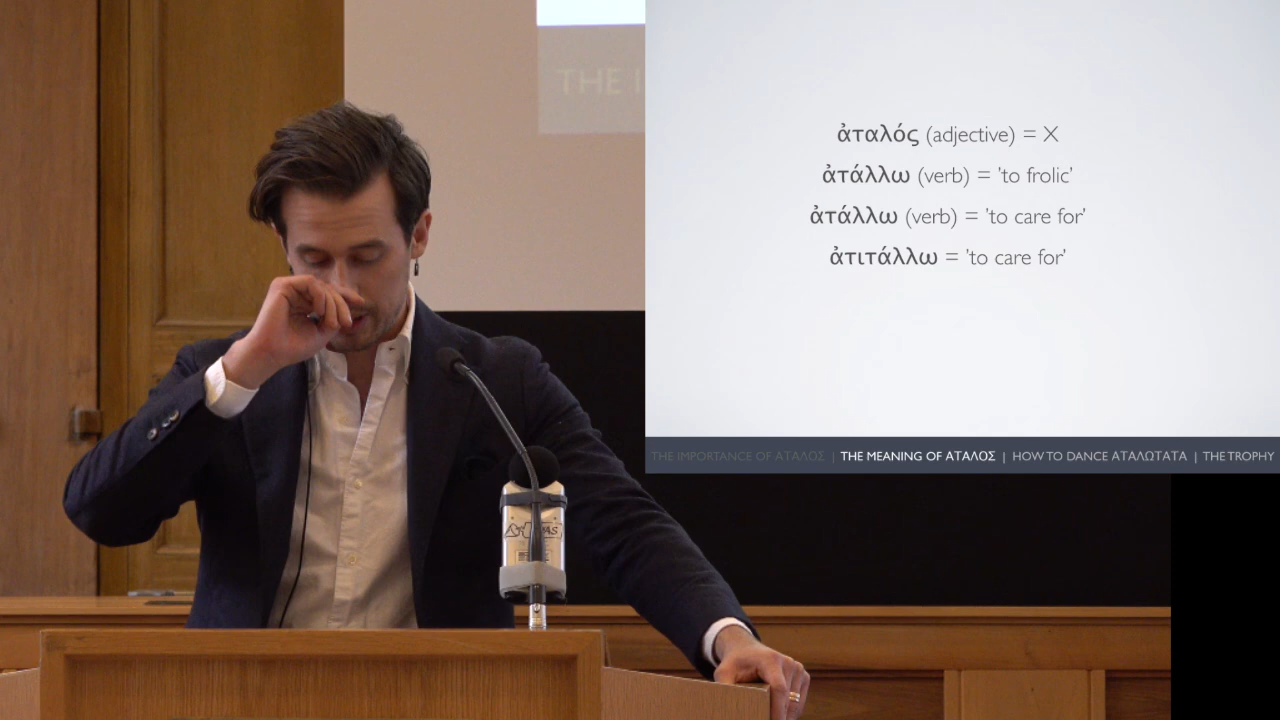 THE I
ἀταλός (adjective) = X
ἀτάλλω (verb) = ’to frolic’
ἀτάλλω (verb) = ’to care for’
ἀτιτάλλω = ’to care for’
THE IMPORTANCE OF ΑΤΑΛΟΣ | THE MEANING OF ΑΤΑΛΟΣ | HOW TO DANCE ΑΤΑΛΩΤΑΤΑ | THE TROPHY